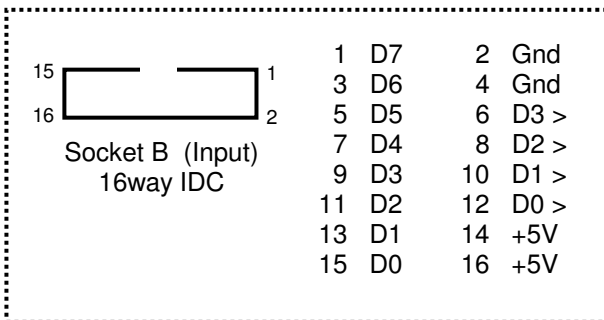 15 1
16 2
Socket B (Input)
16way IDC
1 D7 2 Gnd
3 D6 4 Gnd
5 D5 6 D3 >
7 D4 8 D2 >
9 D3 10 D1 >
11 D2 12 D0 >
13 D1 14 +5V
15 D0 16 +5V